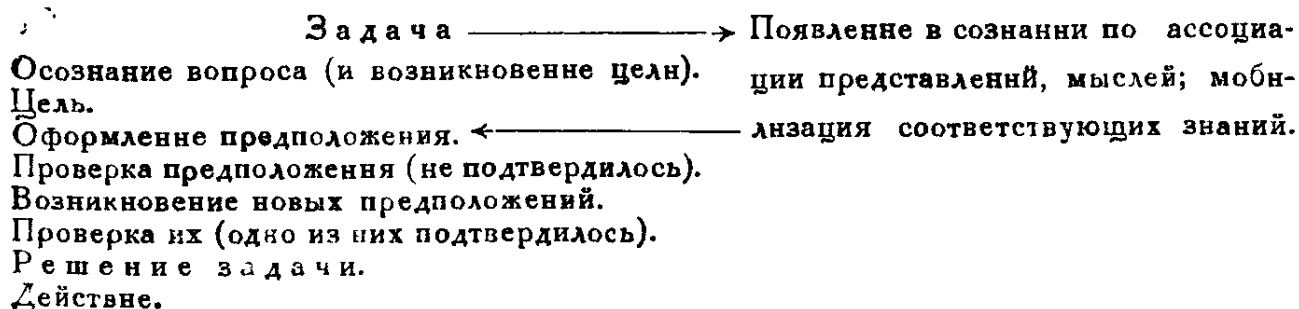 Задача → Появление в сознании по ассоциа-
Осознание вопроса (и возникновение цели). ции представлений, мыслей; моби-
Цель.
Оформление предположения. ← лизация соответствующих знаний.
Проверка предположения (не подтвердилось).
Возникновение новых предположений.
Проверка их (одно из них подтвердилось).
Решение задачи.
Действие.